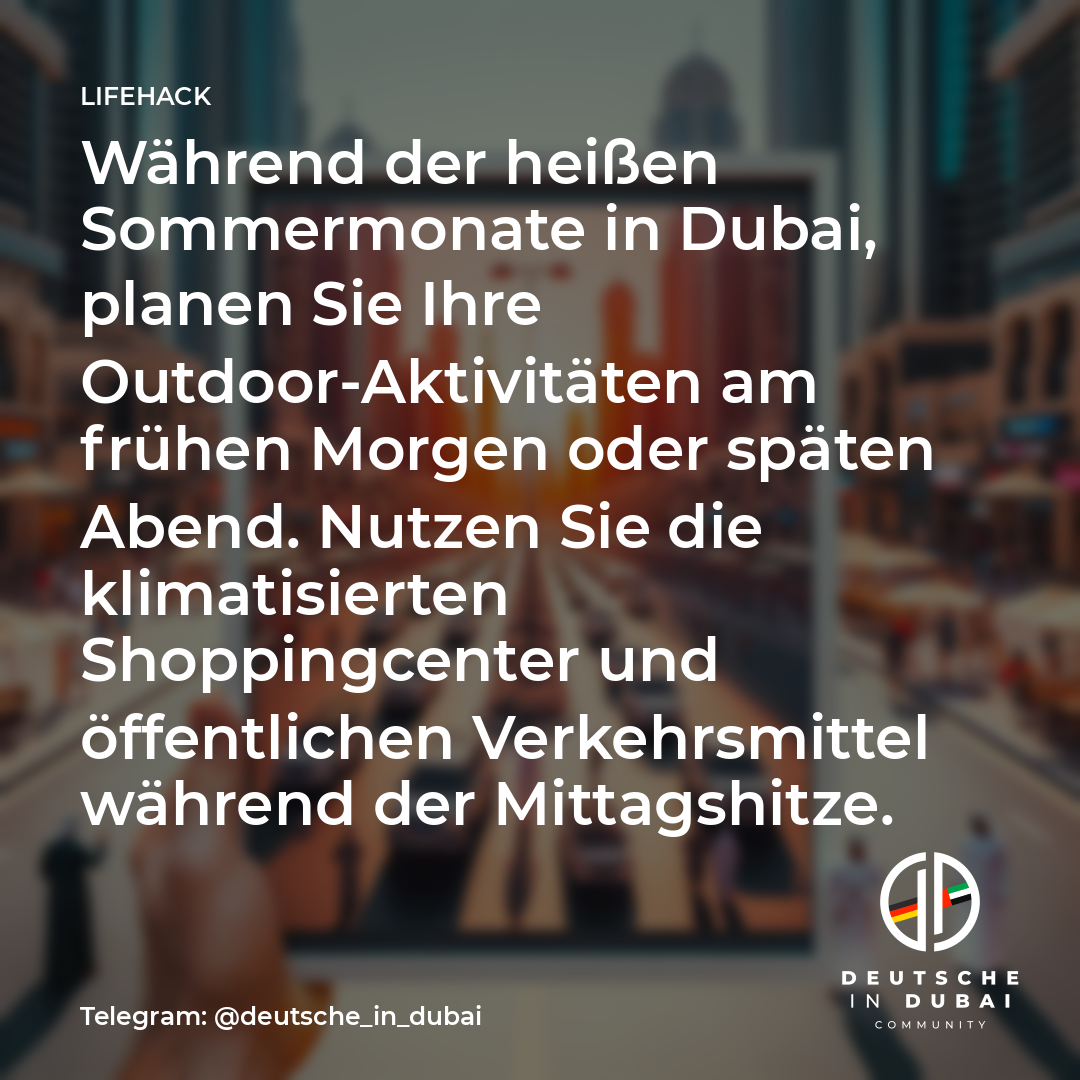 LIFEHACK
Während der heißen
Sommermonate in Dubai,
planen Sie Ihre
Outdoor-Aktivitäten am
frühen Morgen oder späten
Abend. Nutzen Sie die
klimatisierten
Shoppingcenter und
öffentlichen Verkehrsmittel
während der Mittagshitze.
DEUTSCHE
IN DUBAI
COMMUNITY
Telegram: @deutsche_in_dubai